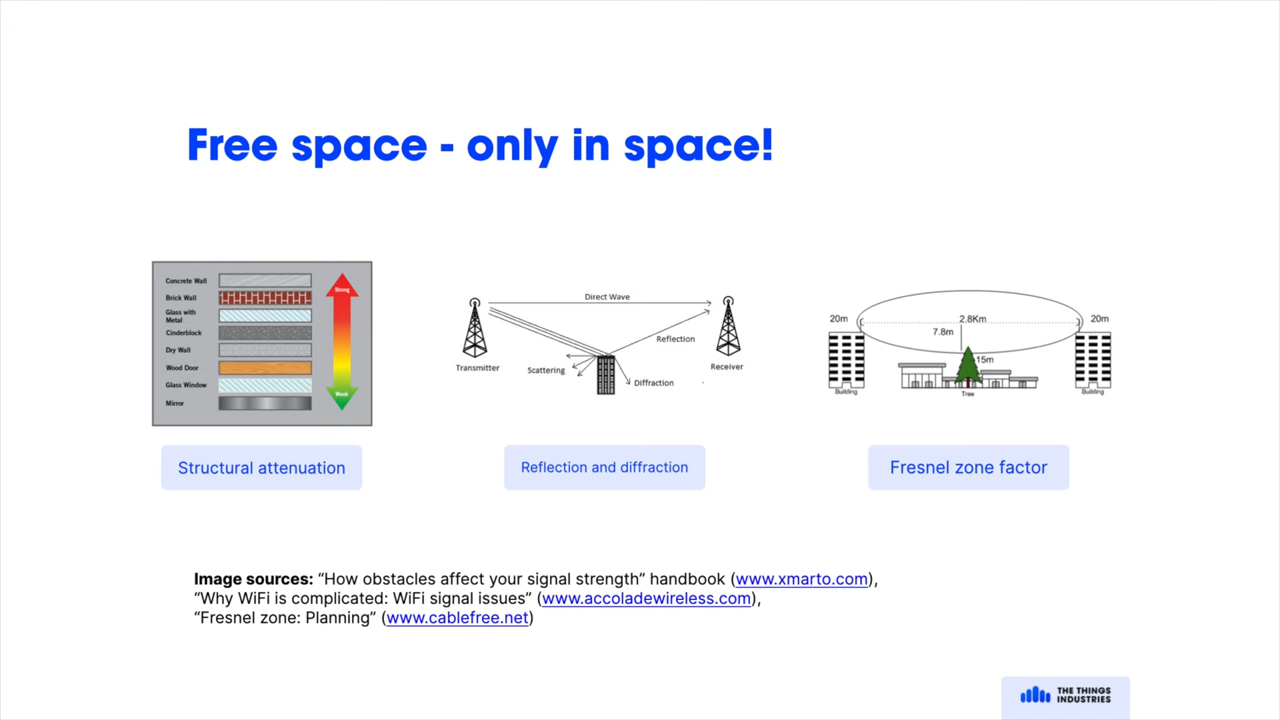 Free space - only in space!
Concrete Wall
Brick Wall
Glass with
Metal
Cinderblock
Dry Wall
Wood Door
Glass Window
Mirror
Strong
Weak
Structural attenuation
Direct Wave
Transmitter
Scattering
Reflection
Diffraction
Receiver
Reflection and diffraction
20m
2.8Km
20m
7.8m
15m
Building
Tree
Building
Fresnel zone factor
Image sources: “How obstacles affect your signal strength” handbook (www.xmarto.com),
“Why WiFi is complicated: WiFi signal issues” (www.accoladewireless.com),
“Fresnel zone: Planning” (www.cablefree.net)
THE THINGS
INDUSTRIES